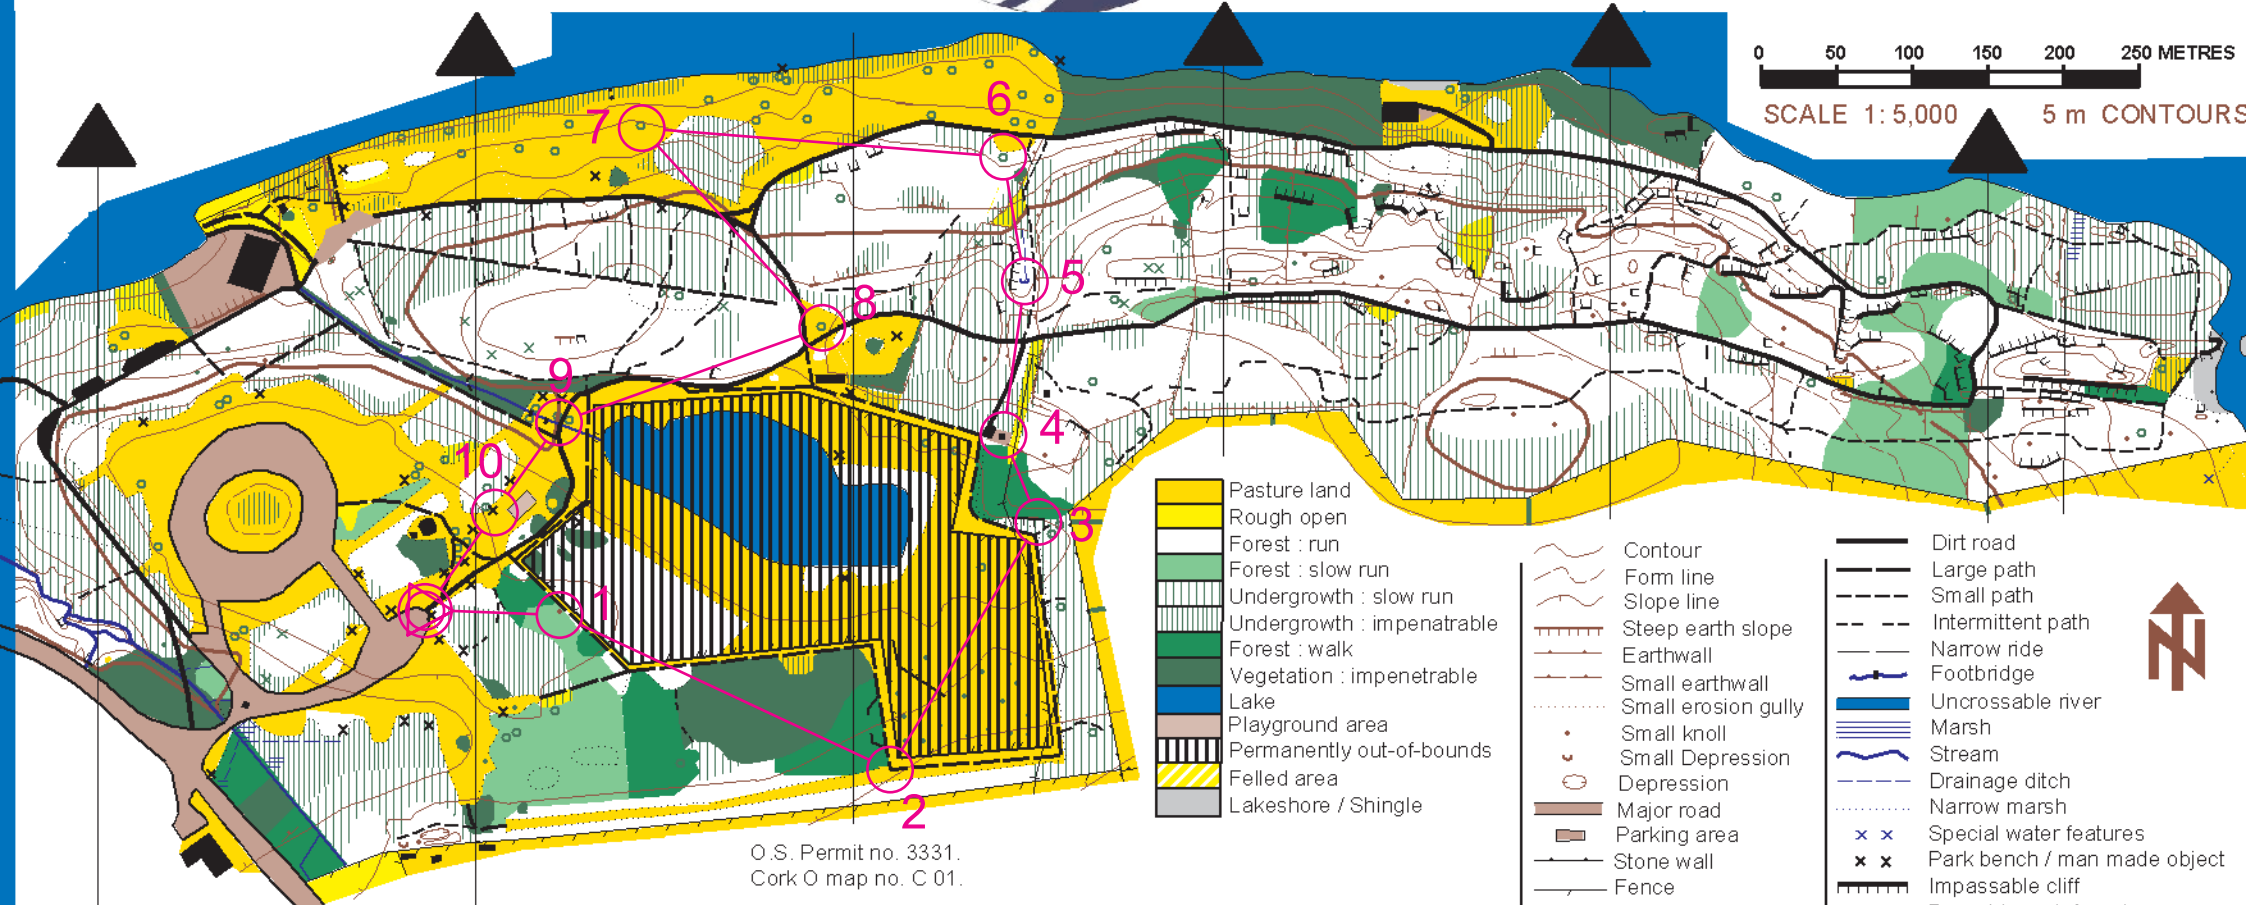 0 50 100 150 200 250 METRES
SCALE 1:5,000 5 m CONTOURS
6
7
5
8
9
4
10
3
1
2
Pasture land
Rough open
Forest : run
Forest : slow run
Undergrowth : slow run
Undergrowth : impenatrable
Forest : walk
Vegetation : impenetrable
Lake
Playground area
Permanently out-of-bounds
Felled area
Lakeshore / Shingle
Contour
Form line
Slope line
Steep earth slope
Earthwall
Small earthwall
Small erosion gully
Small knoll
Small Depression
Depression
Major road
Parking area
Stone wall
Fence
Dirt road
Large path
Small path
Intermittent path
Narrow ride
Footbridge
Uncrossable river
Marsh
Stream
Drainage ditch
Narrow marsh
Special water features
Park bench / man made object
Impassable cliff
N
O.S. Permit no. 3331.
Cork O map no. C 01.